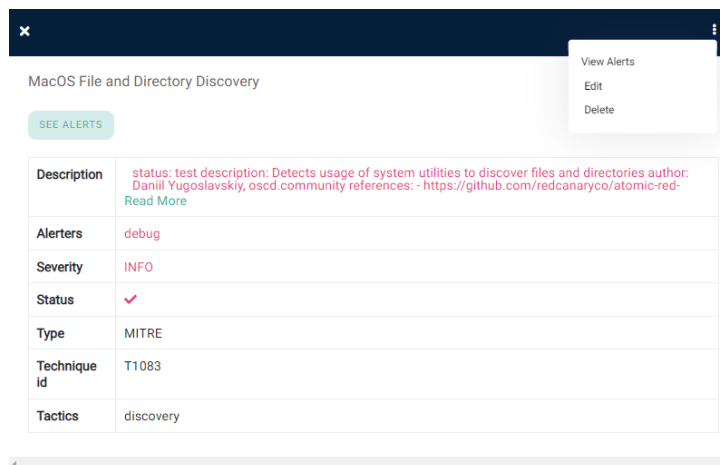 View Alerts
Edit
Delete
MacOS File and Directory Discovery
SEE ALERTS
Description
status: test description: Detects usage of system utilities to discover files and directories author:
Daniil Yugoslavskiy, oscd.community references: - https://github.com/redcanaryco/atomic-red-
Read More
Alerters
debug
Severity
INFO
Status
Type
MITRE
Technique
id
T1083
Tactics
discovery